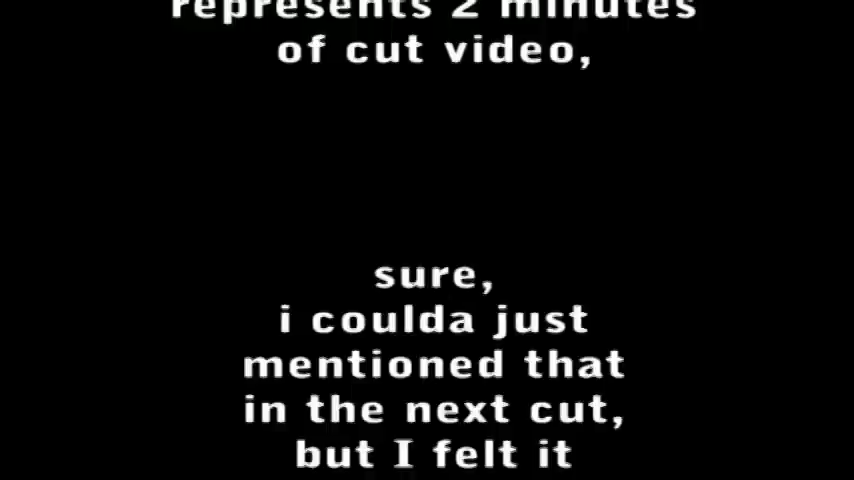 represents 2 minutes
of cut video,
sure,
i coulda just
mentioned that
in the next cut,
but I felt it